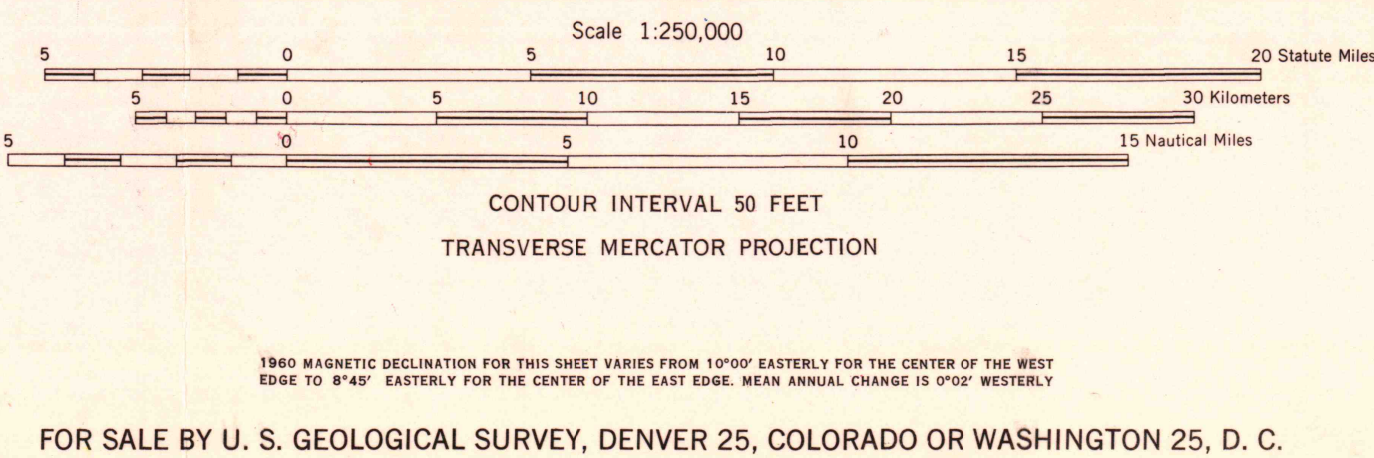 Scale 1:250,000
5 0 5 10 15 20 Statute Miles
5 0 5 10 15 20 25 30 Kilometers
5 0 5 10 15 Nautical Miles
CONTOUR INTERVAL 50 FEET
TRANSVERSE MERCATOR PROJECTION
1960 MAGNETIC DECLINATION FOR THIS SHEET VARIES FROM 10°00′ EASTERLY FOR THE CENTER OF THE WEST
EDGE TO 8°45′ EASTERLY FOR THE CENTER OF THE EAST EDGE. MEAN ANNUAL CHANGE IS 0°02′ WESTERLY
FOR SALE BY U. S. GEOLOGICAL SURVEY, DENVER 25, COLORADO OR WASHINGTON 25, D. C.